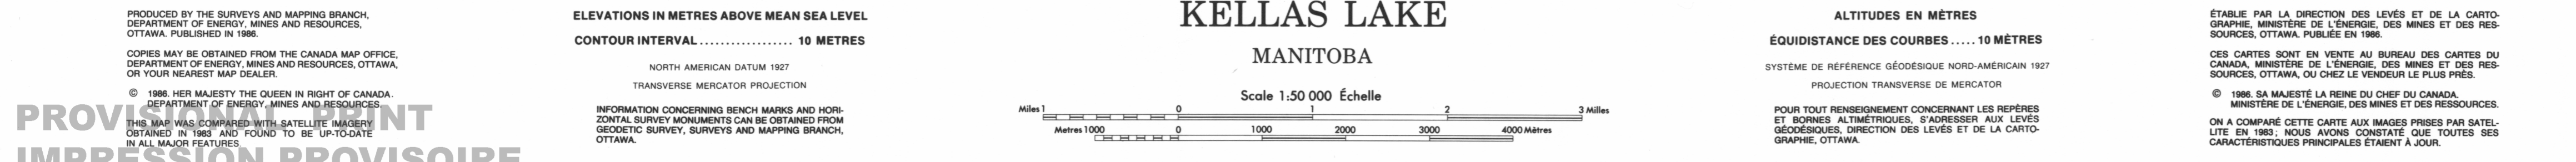 PRODUCED BY THE SURVEYS AND MAPPING BRANCH,
DEPARTMENT OF ENERGY, MINES AND RESOURCES,
OTTAWA. PUBLISHED IN 1986.
COPIES MAY BE OBTAINED FROM THE CANADA MAP OFFICE,
DEPARTMENT OF ENERGY, MINES AND RESOURCES, OTTAWA,
OR YOUR NEAREST MAP DEALER.
© 1986. HER MAJESTY THE QUEEN IN RIGHT OF CANADA.
DEPARTMENT OF ENERGY, MINES AND RESOURCES.
PROVISIONAL PRINT
THIS MAP WAS COMPARED WITH SATELLITE IMAGERY
OBTAINED IN 1983 AND FOUND TO BE UP-TO-DATE
IN ALL MAJOR FEATURES.
IMPRESSION PROVISOIRE
ELEVATIONS IN METRES ABOVE MEAN SEA LEVEL
CONTOUR INTERVAL.................. 10 METRES
NORTH AMERICAN DATUM 1927
TRANSVERSE MERCATOR PROJECTION
INFORMATION CONCERNING BENCH MARKS AND HORI-
ZONTAL SURVEY MONUMENTS CAN BE OBTAINED FROM
GEODETIC SURVEY, SURVEYS AND MAPPING BRANCH,
OTTAWA.
KELLAS LAKE
MANITOBA
Scale 1:50 000 Échelle
Miles 1 0 1 2 3 Milles
Metres 1000 0 1000 2000 3000 4000 Mètres
ALTITUDES EN MÈTRES
ÉQUIDISTANCE DES COURBES ..... 10 MÈTRES
SYSTÈME DE RÉFÉRENCE GÉODÉSIQUE NORD-AMÉRICAIN 1927
PROJECTION TRANSVERSE DE MERCATOR
POUR TOUT RENSEIGNEMENT CONCERNANT LES REPÈRES
ET BORNES ALTIMÉTRIQUES, S'ADRESSER AUX LEVÉS
GÉODÉSIQUES, DIRECTION DES LEVÉS ET DE LA CARTO-
GRAPHIE, OTTAWA.
ÉTABLIE PAR LA DIRECTION DES LEVÉS ET DE LA CARTO-
GRAPHIE, MINISTÈRE DE L'ÉNERGIE, DES MINES ET DES RES-
SOURCES, OTTAWA. PUBLIÉE EN 1986.
CES CARTES SONT EN VENTE AU BUREAU DES CARTES DU
CANADA, MINISTÈRE DE L'ÉNERGIE, DES MINES ET DES RES-
SOURCES, OTTAWA, OU CHEZ LE VENDEUR LE PLUS PRÈS.
© 1986. SA MAJESTÉ LA REINE DU CHEF DU CANADA.
MINISTÈRE DE L'ÉNERGIE, DES MINES ET DES RESSOURCES.
ON A COMPARÉ CETTE CARTE AUX IMAGES PRISES PAR SATEL-
LITE EN 1983; NOUS AVONS CONSTATÉ QUE TOUTES SES
CARACTÉRISTIQUES PRINCIPALES ÉTAIENT À JOUR.